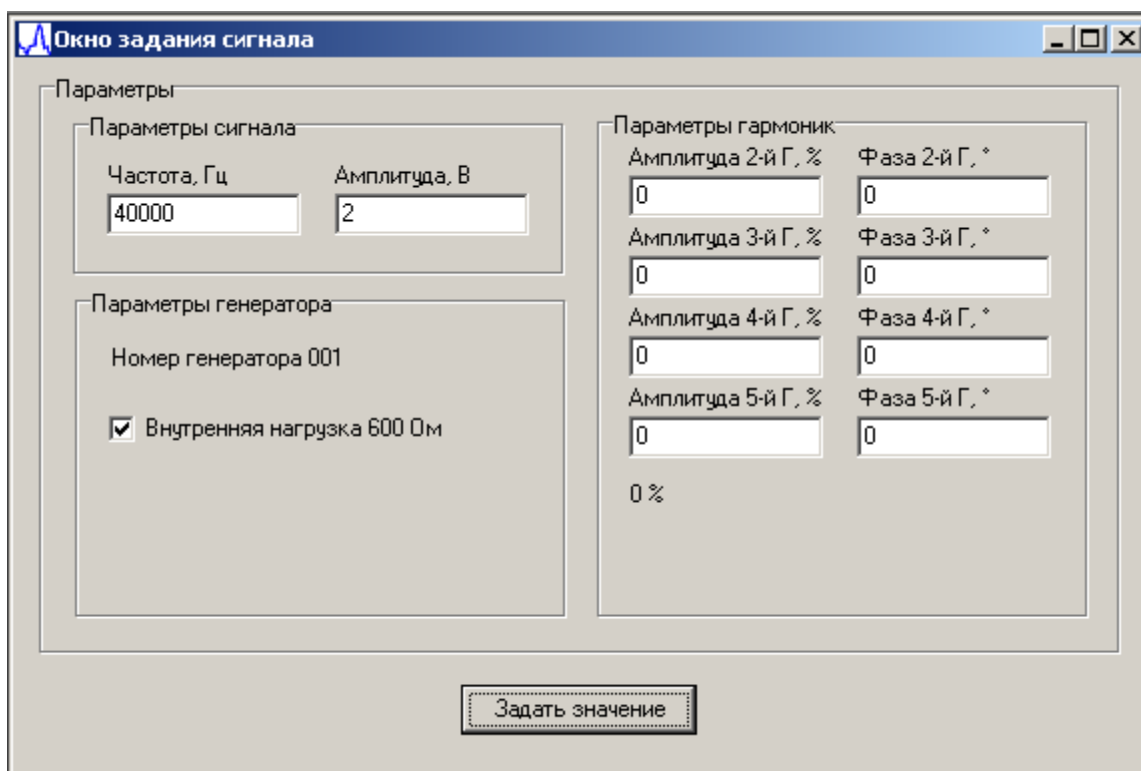 Окно задания сигнала
Параметры
Параметры сигнала
Частота, Гц Амплитуда, В
40000 2
Параметры генератора
Номер генератора 001
Внутренняя нагрузка 600 Ом
Параметры гармоник
Амплитуда 2-й Г, % Фаза 2-й Г, °
0 0
Амплитуда 3-й Г, % Фаза 3-й Г, °
0 0
Амплитуда 4-й Г, % Фаза 4-й Г, °
0 0
Амплитуда 5-й Г, % Фаза 5-й Г, °
0 0
0 %
Задать значение